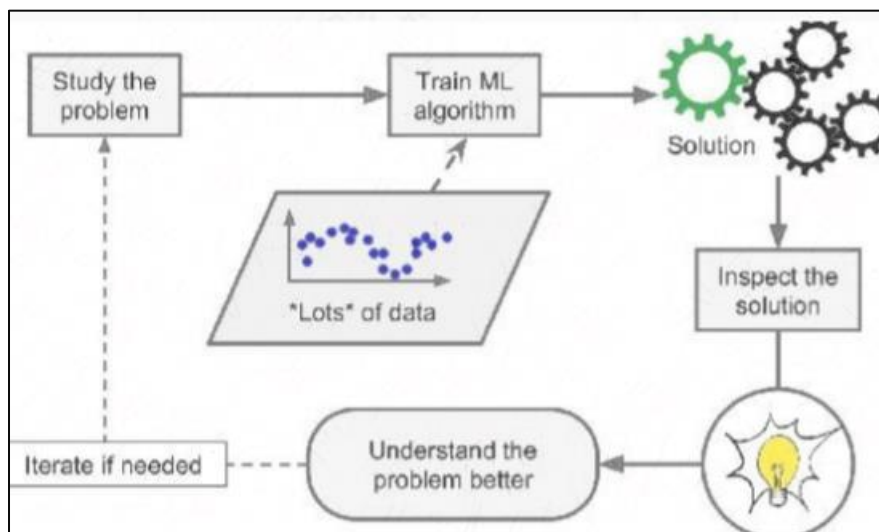 Study the
problem
Train ML
algorithm
Solution
*Lots* of data
Inspect the
solution
Understand the
problem better
Iterate if needed